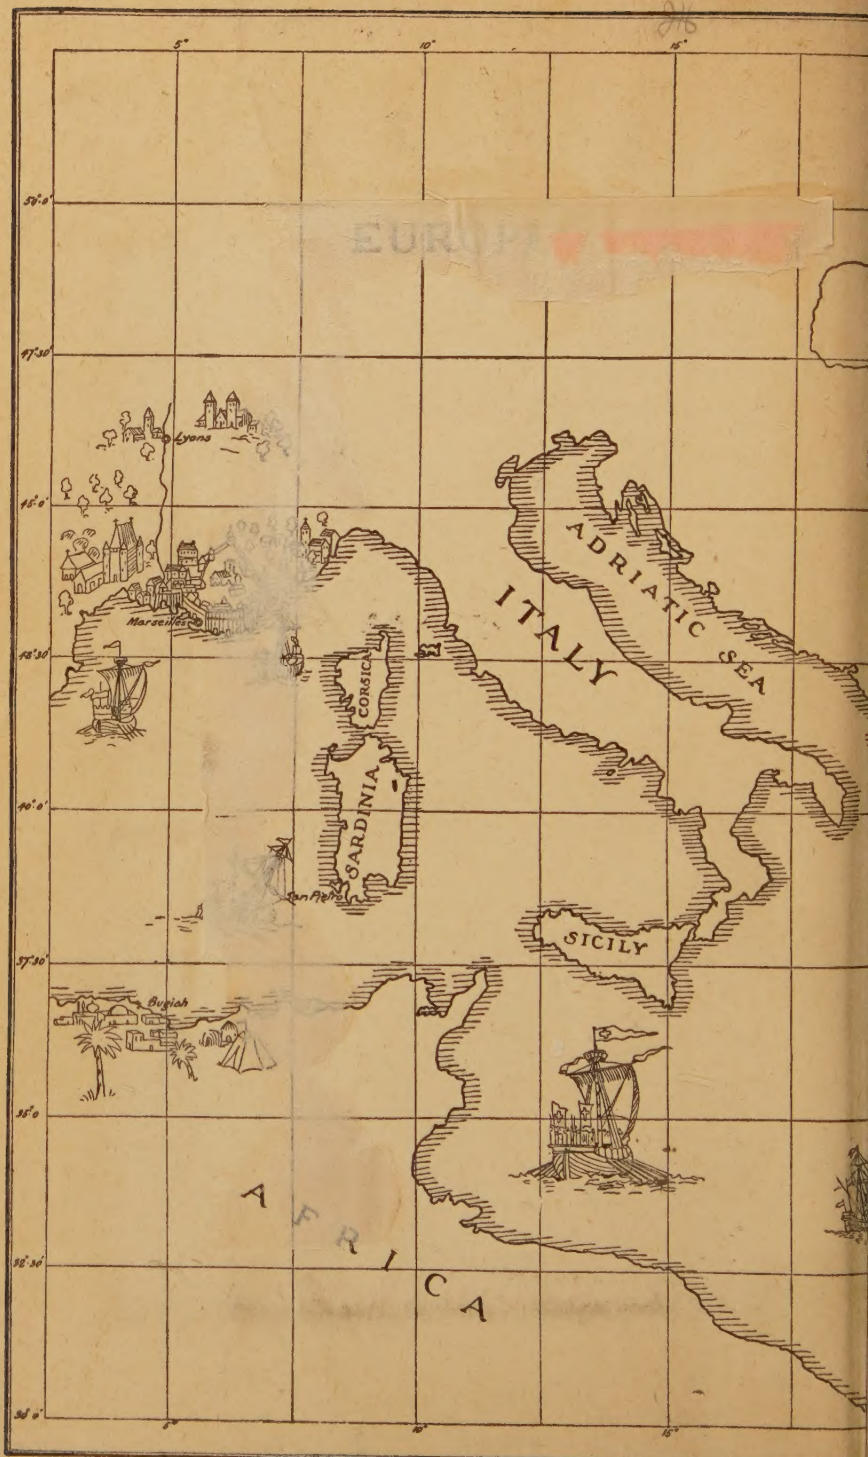 26
5° 10° 15°
50°0'
EUROPE
47°30'
Lyons
45°0'
ADRIATIC SEA
ITALY
Marseilles
42°30'
CORSICA
40°0'
SARDINIA
San Pietro
SICILY
37°30'
Bugiah
35°0'
AFRICA
32°30'
30°0'
5° 10° 15°